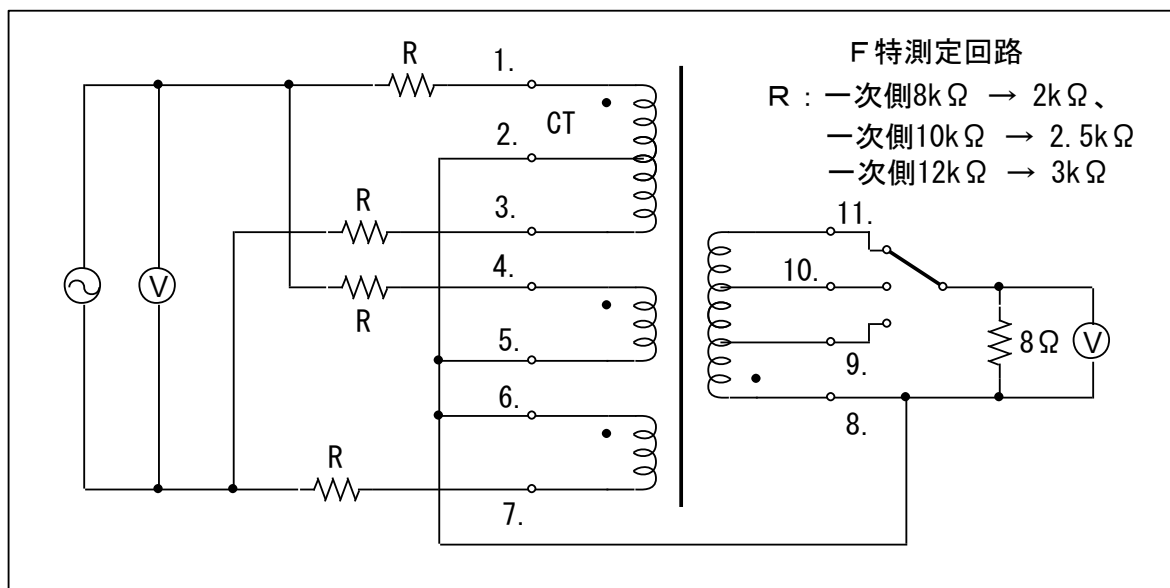 F特測定回路
R：一次側8kΩ → 2kΩ、
一次側10kΩ → 2.5kΩ
一次側12kΩ → 3kΩ
R
1.
CT
2.
R
3.
4.
R
5.
6.
R
7.
V
11.
10.
9.
8.
8Ω
V